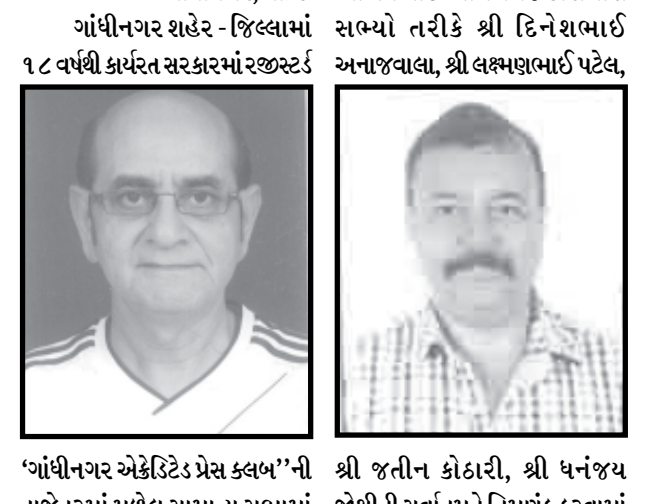 ગાંધીનગર શહેર - જિલ્લામાં
૧૮ વર્ષથી કાર્યરત સરકારમાં રજીસ્ટર્ડ
‘ગાંધીનગર એક્રેડિટેડ પ્રેસ ક્લબ’’ની
સભ્યો તરીકે શ્રી દિનેશભાઈ
અનાજવાલા, શ્રી લક્ષ્મણભાઈ પટેલ,
શ્રી જતીન કોઠારી, શ્રી ધનંજય